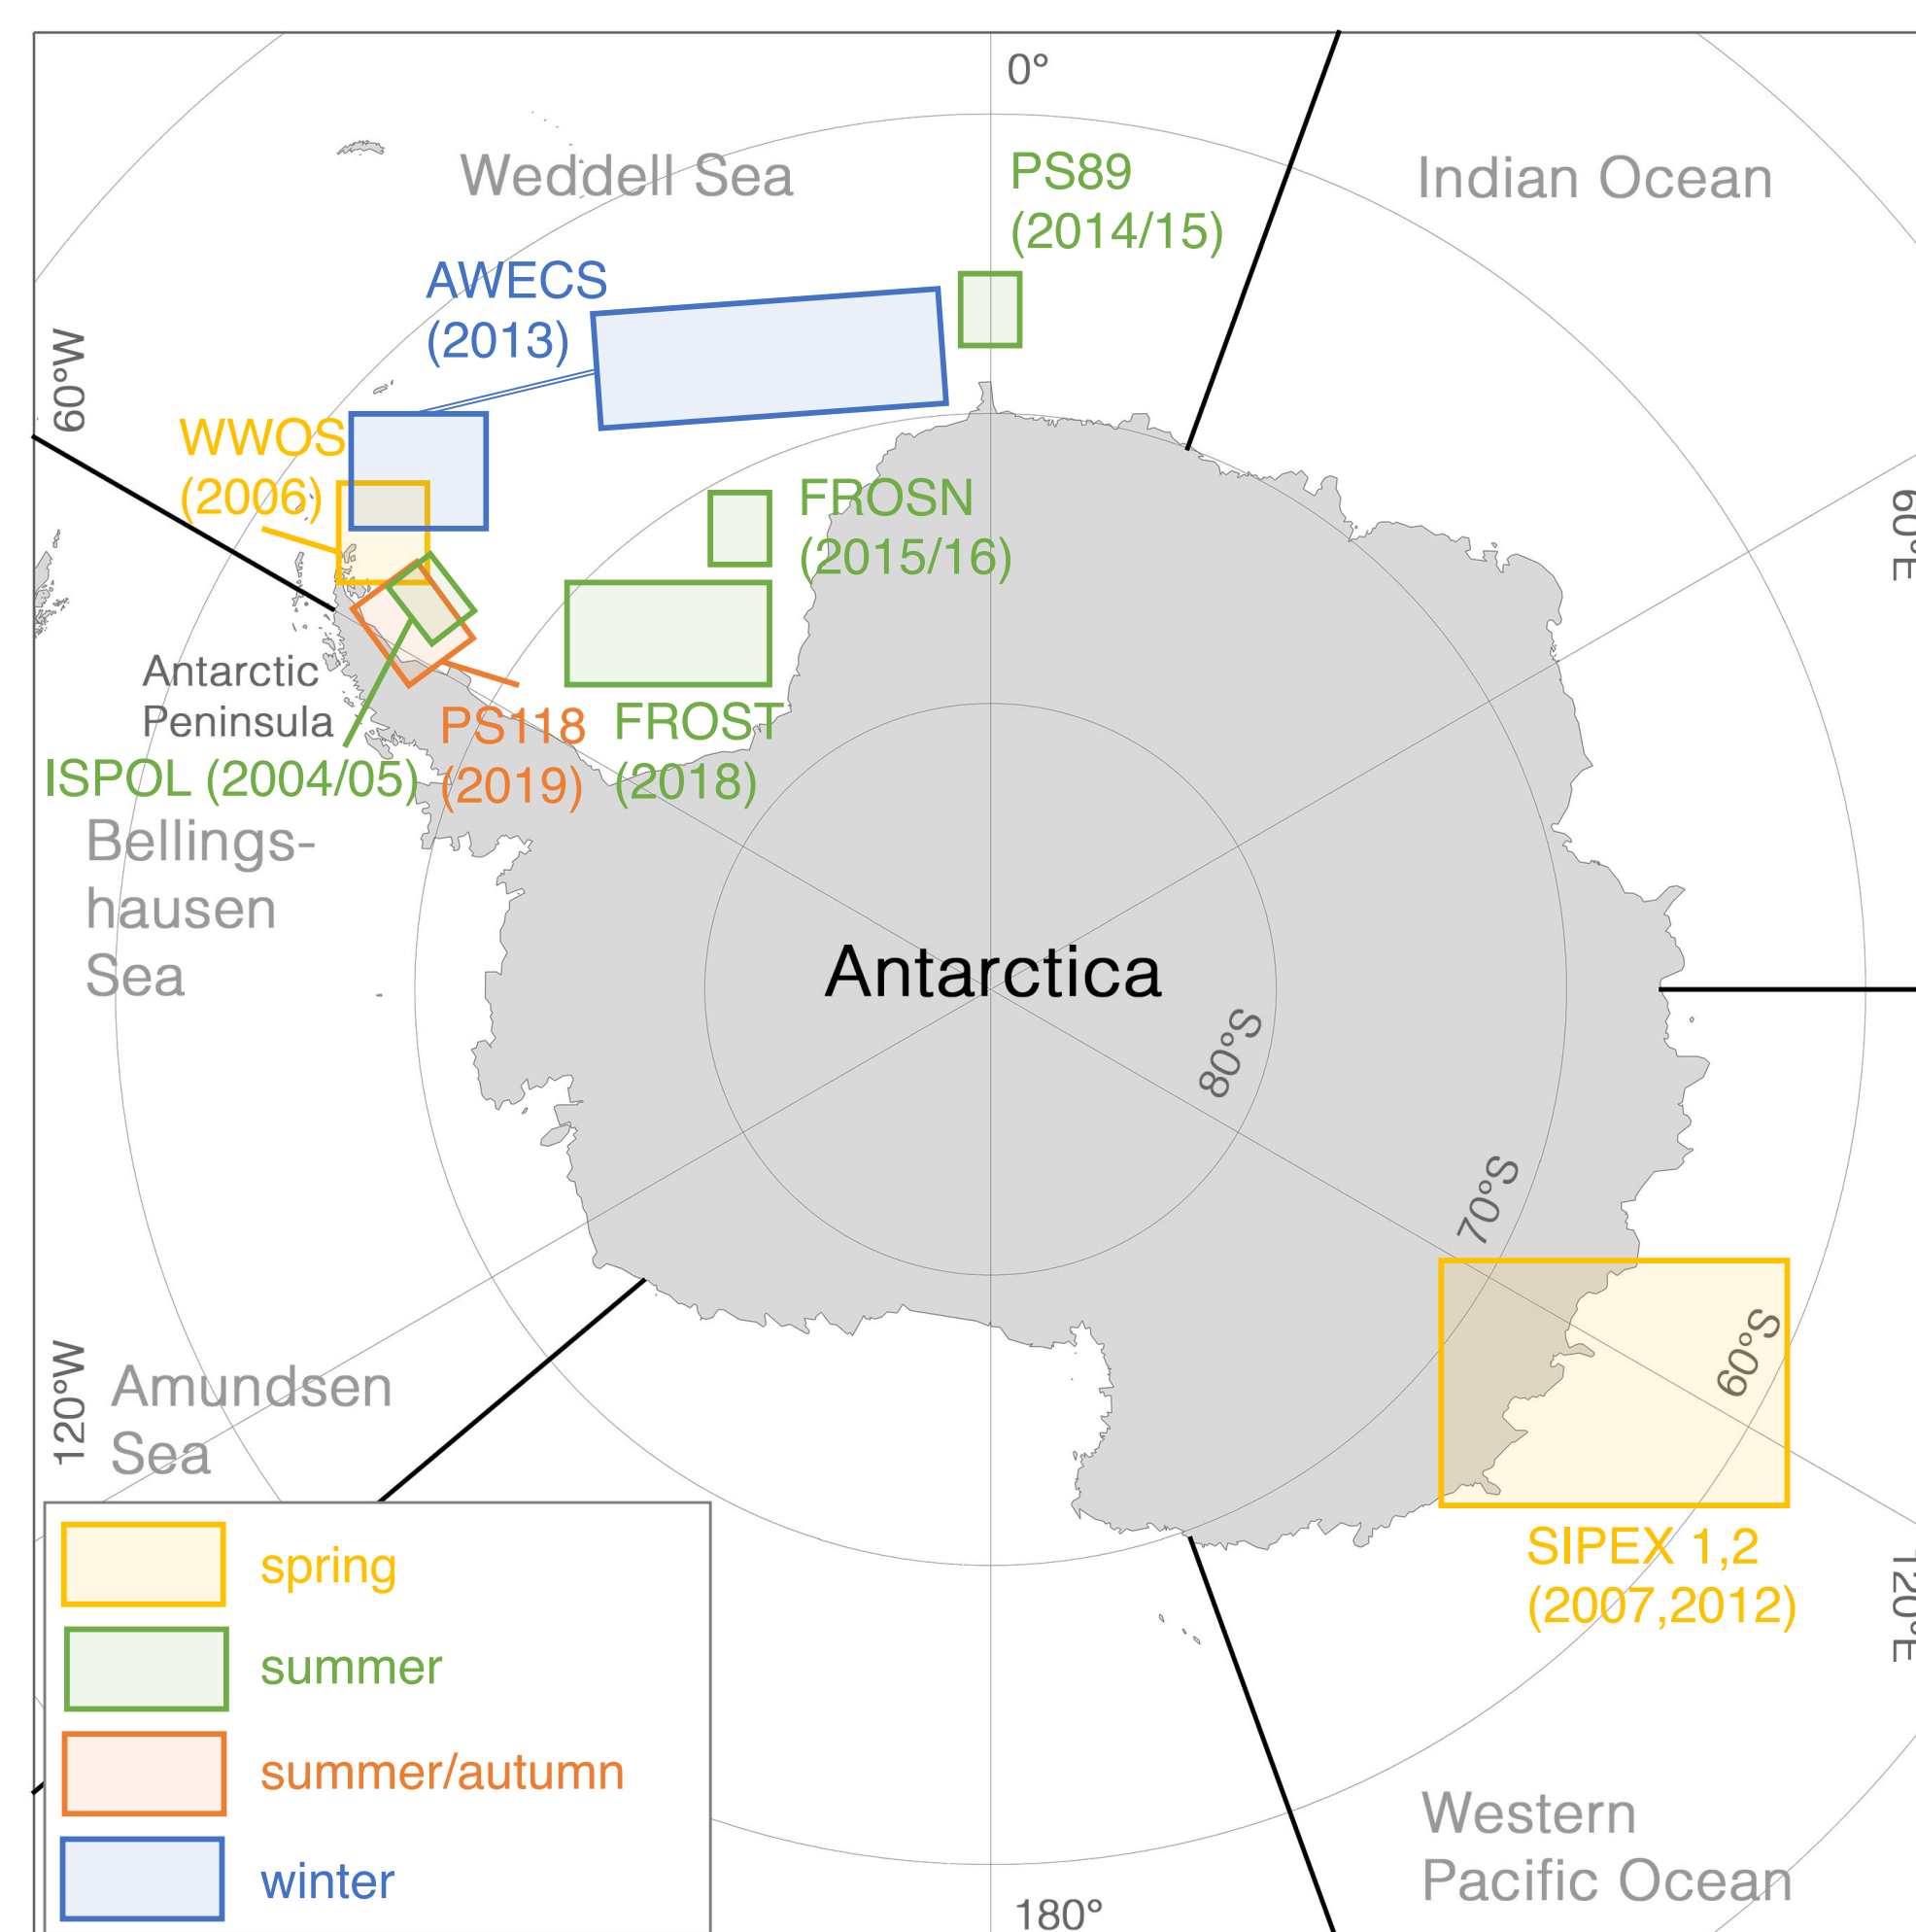 0°
Weddell Sea
PS89
(2014/15)
Indian Ocean
AWECS
(2013)
60°W
WWOS
(2006)
60°E
FROSN
(2015/16)
Antarctic
Peninsula
PS118
(2019)
FROST
(2018)
ISPOL (2004/05)
Bellings-
hausen
Sea
Antarctica
80°S
70°S
60°S
120°W
Amundsen
Sea
SIPEX 1,2
(2007,2012)
120°E
spring
summer
summer/autumn
winter
Western
Pacific Ocean
180°